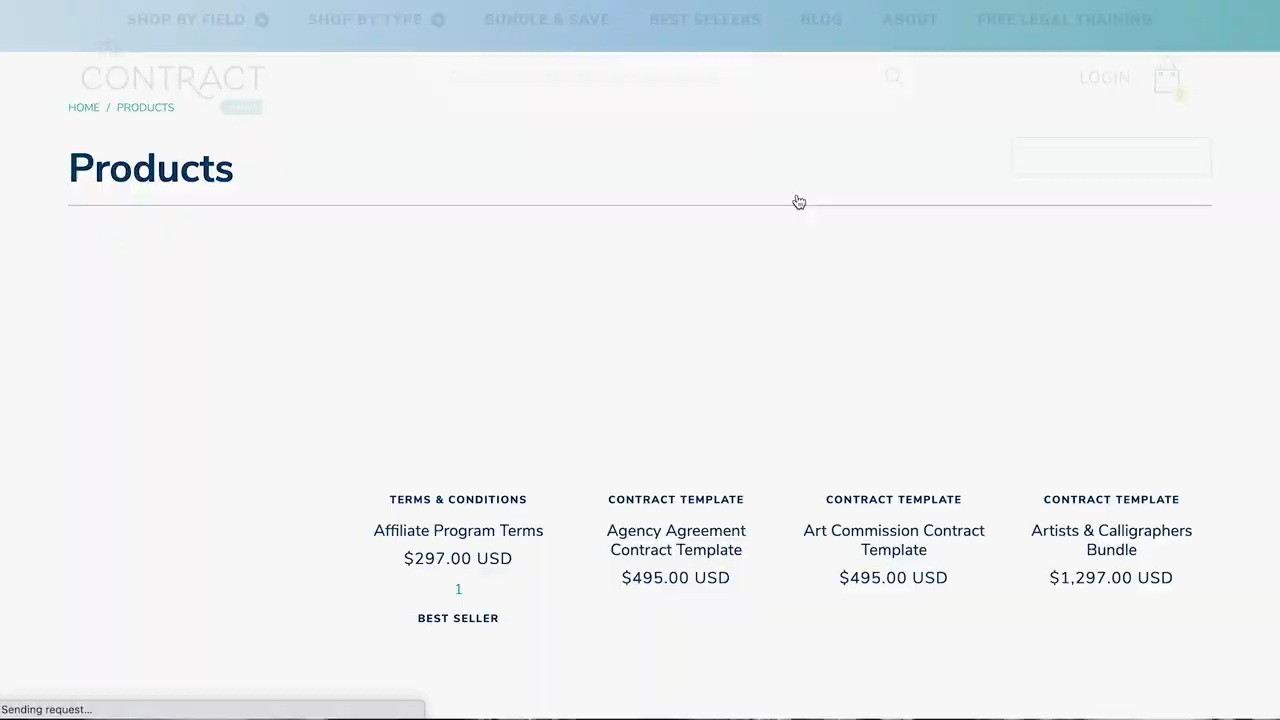 SHOP BY FIELD
SHOP BY TYPE
BUNDLE & SAVE
BEST SELLERS
BLOG
ABOUT
FREE LEGAL TRAINING
THE
CONTRACT
LOGIN
HOME / PRODUCTS
Products
TERMS & CONDITIONS
Affiliate Program Terms
$297.00 USD
1
BEST SELLER
CONTRACT TEMPLATE
Agency Agreement
Contract Template
$495.00 USD
CONTRACT TEMPLATE
Art Commission Contract
Template
$495.00 USD
CONTRACT TEMPLATE
Artists & Calligraphers
Bundle
$1,297.00 USD
Sending request...